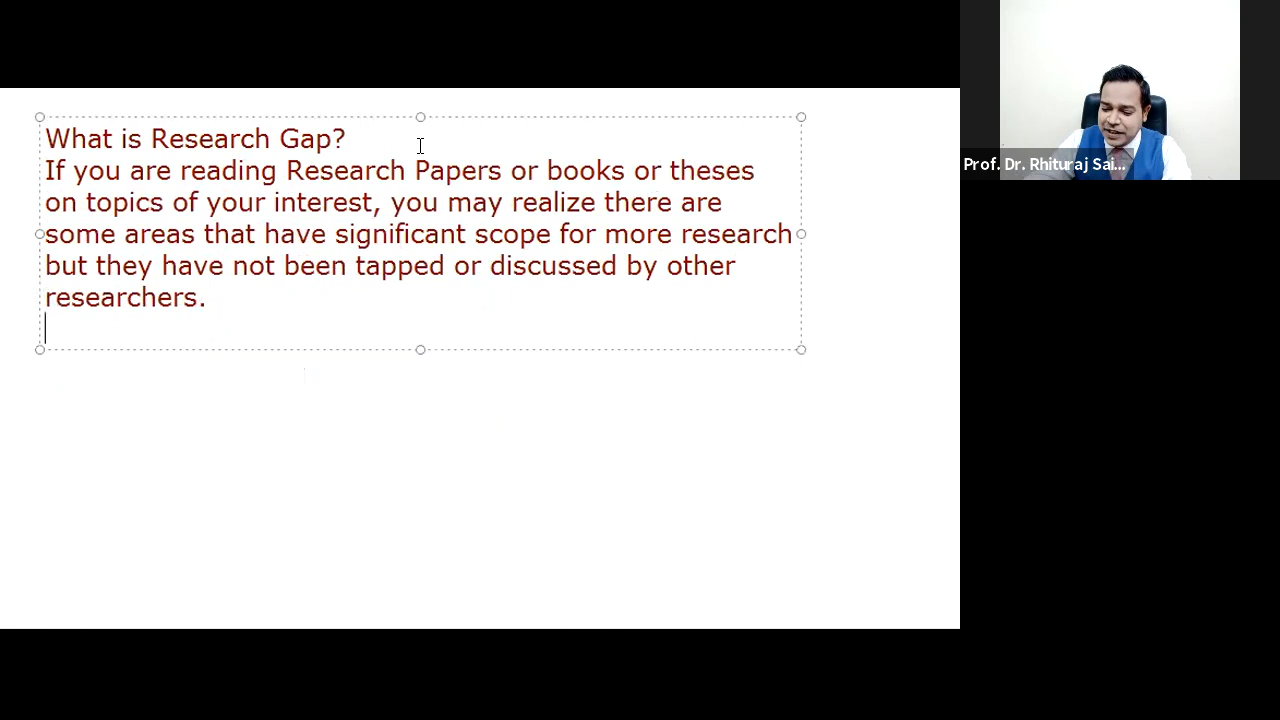 What is Research Gap?
If you are reading Research Papers or books or theses
on topics of your interest, you may realize there are
some areas that have significant scope for more research
but they have not been tapped or discussed by other
researchers.
Prof. Dr. Rhituraj Sai...